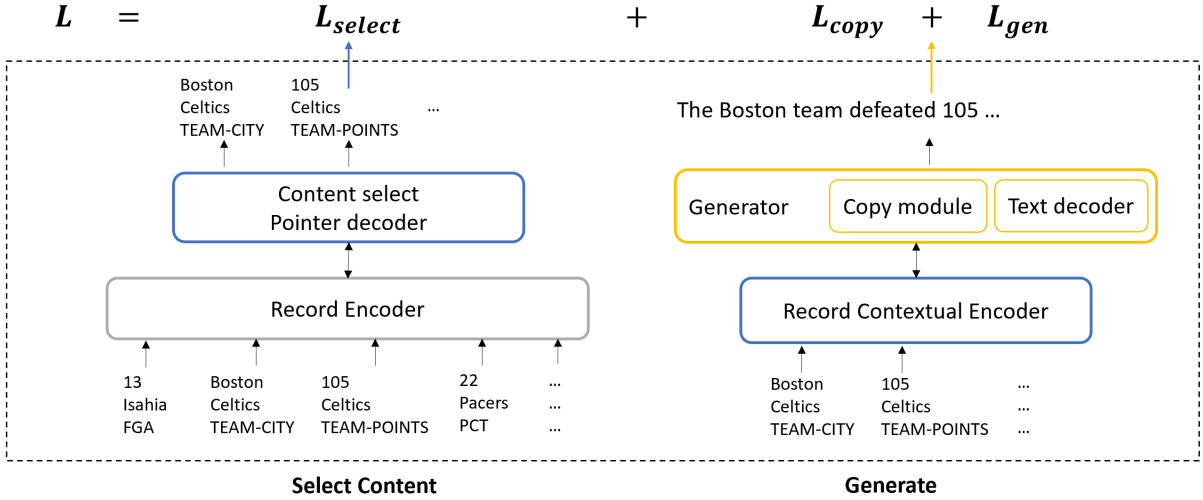 L = L_select + L_copy + L_gen
Boston 105
Celtics Celtics ...
TEAM-CITY TEAM-POINTS
The Boston team defeated 105 ...
Content select
Pointer decoder
Generator Copy module Text decoder
Record Encoder
Record Contextual Encoder
13 Boston 105 22 ...
Isahia Celtics Celtics Pacers ...
FGA TEAM-CITY TEAM-POINTS PCT ...
Boston 105 ...
Celtics Celtics ...
TEAM-CITY TEAM-POINTS ...
Select Content
Generate